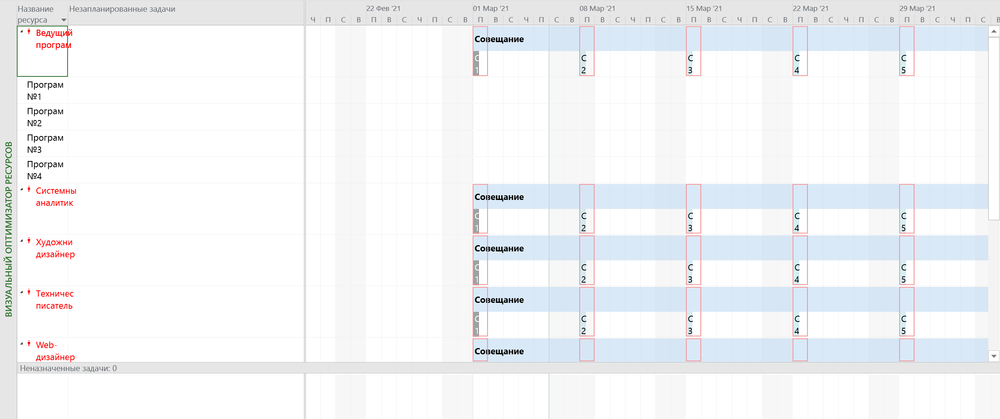 Название
ресурса
Незапланированные задачи
22 Фев '21
01 Мар '21
08 Мар '21
15 Мар '21
22 Мар '21
29 Мар '21
Ч П С В П В С Ч П С В П В С Ч П С В П В С Ч П С В П В С Ч П С В П В С Ч П С В П В С Ч П С В
ВИЗУАЛЬНЫЙ ОПТИМИЗАТОР РЕСУРСОВ
Ведущий
програм
Совещание
С
1
С
2
С
3
С
4
С
5
Програм
№1
Програм
№2
Програм
№3
Програм
№4
Системны
аналитик
Совещание
С
1
С
2
С
3
С
4
С
5
Художни
дизайнер
Совещание
С
1
С
2
С
3
С
4
С
5
Техничес
писатель
Совещание
С
1
С
2
С
3
С
4
С
5
Web-
дизайнер
Совещание
Неназначенные задачи: 0